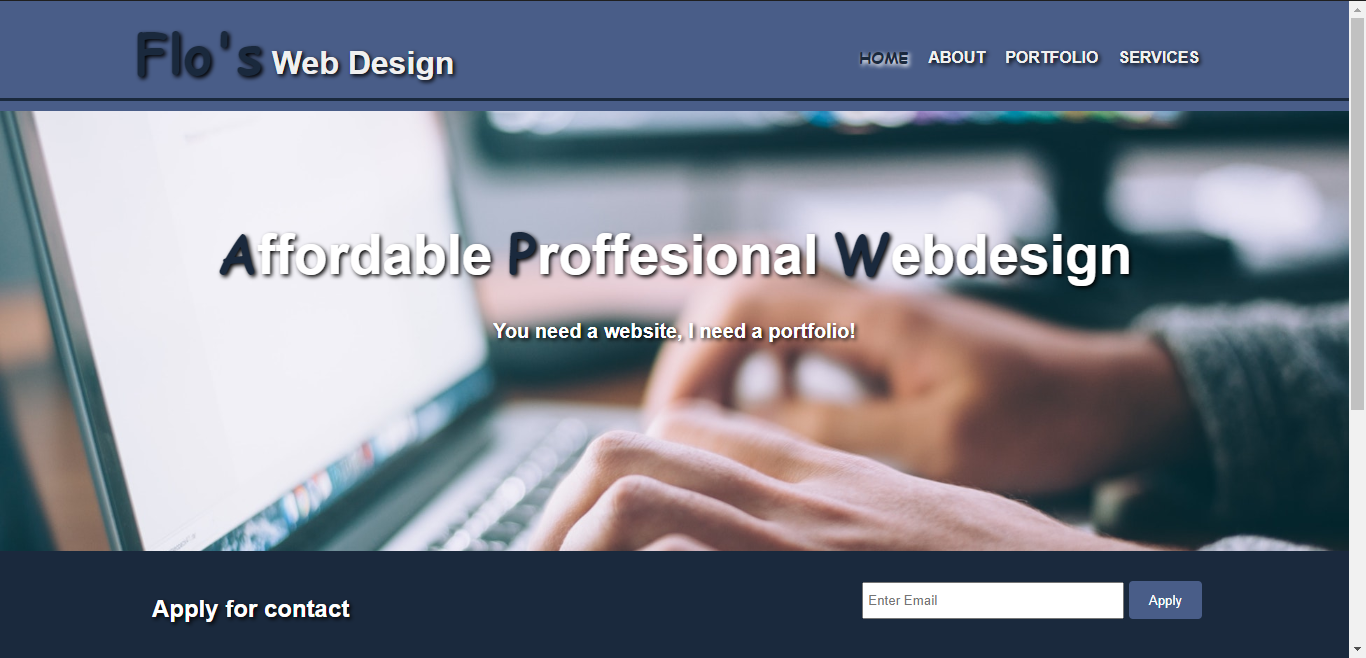 Flo's Web Design
HOME ABOUT PORTFOLIO SERVICES
Affordable Proffesional Webdesign
You need a website, I need a portfolio!
Apply for contact
Enter Email
Apply